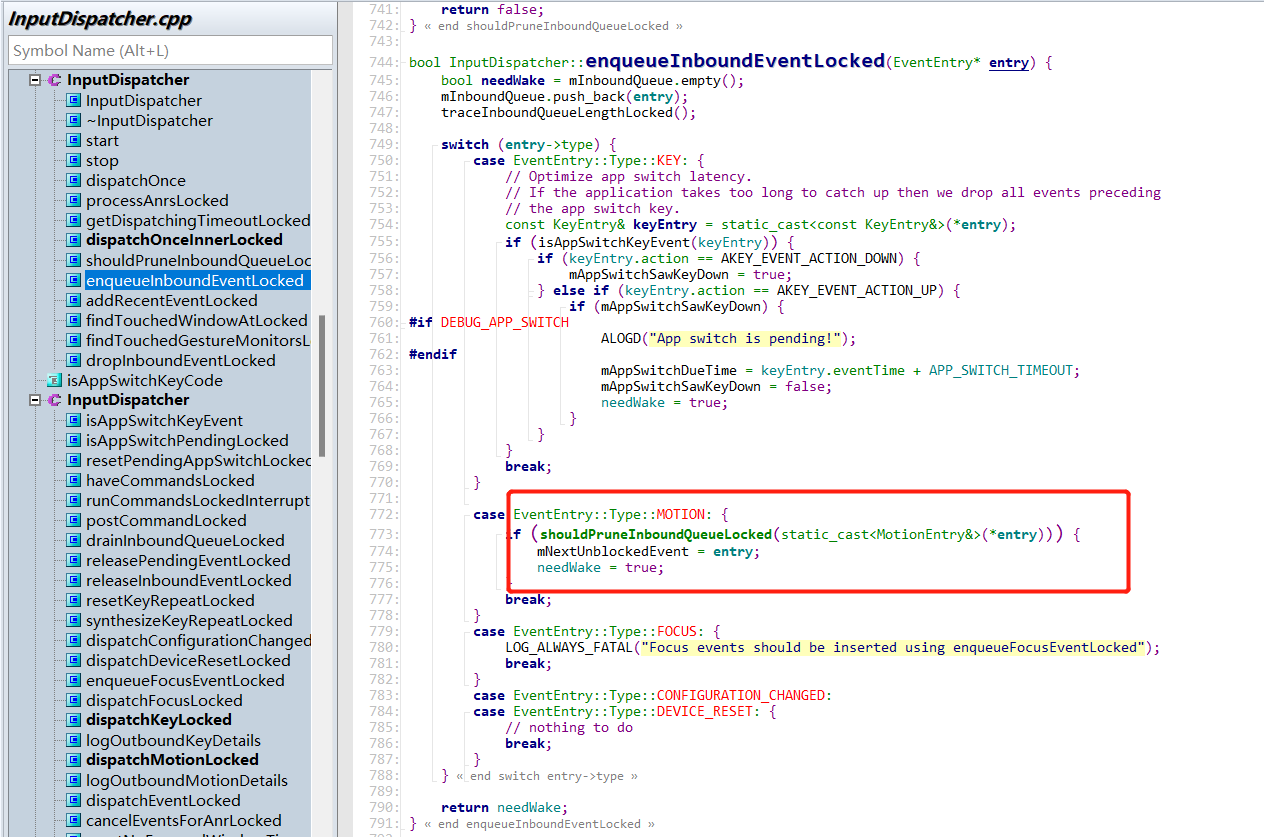 InputDispatcher.cpp
Symbol Name (Alt+L)
InputDispatcher
InputDispatcher
~InputDispatcher
start
stop
dispatchOnce
processAnrsLocked
getDispatchingTimeoutLocked
dispatchOnceInnerLocked
shouldPruneInboundQueueLoc
enqueueInboundEventLocked
addRecentEventLocked
findTouchedWindowAtLocked
findTouchedGestureMonitorsL
dropInboundEventLocked
isAppSwitchKeyCode
InputDispatcher
isAppSwitchKeyEvent
isAppSwitchPendingLocked
resetPendingAppSwitchLocked
haveCommandsLocked
runCommandsLockedInterrupt
postCommandLocked
drainInboundQueueLocked
releasePendingEventLocked
releaseInboundEventLocked
resetKeyRepeatLocked
synthesizeKeyRepeatLocked
dispatchConfigurationChanged
dispatchDeviceResetLocked
enqueueFocusEventLocked
dispatchFocusLocked
dispatchKeyLocked
logOutboundKeyDetails
dispatchMotionLocked
logOutboundMotionDetails
dispatchEventLocked
cancelEventsForAnrLocked
741: return false;
742: } « end shouldPruneInboundQueueLocked »
743:
744: bool InputDispatcher::enqueueInboundEventLocked(EventEntry* entry) {
745: bool needWake = mInboundQueue.empty();
746: mInboundQueue.push_back(entry);
747: traceInboundQueueLengthLocked();
748:
749: switch (entry->type) {
750: case EventEntry::Type::KEY: {
751: // Optimize app switch latency.
752: // If the application takes too long to catch up then we drop all events preceding
753: // the app switch key.
754: const KeyEntry& keyEntry = static_cast<const KeyEntry&>(*entry);
755: if (isAppSwitchKeyEvent(keyEntry)) {
756: if (keyEntry.action == AKEY_EVENT_ACTION_DOWN) {
757: mAppSwitchSawKeyDown = true;
758: } else if (keyEntry.action == AKEY_EVENT_ACTION_UP) {
759: if (mAppSwitchSawKeyDown) {
760: #if DEBUG_APP_SWITCH
761: ALOGD("App switch is pending!");
762: #endif
763: mAppSwitchDueTime = keyEntry.eventTime + APP_SWITCH_TIMEOUT;
764: mAppSwitchSawKeyDown = false;
765: needWake = true;
766: }
767: }
768: }
769: break;
770: }
771:
772: case EventEntry::Type::MOTION: {
773: if (shouldPruneInboundQueueLocked(static_cast<MotionEntry&>(*entry))) {
774: mNextUnblockedEvent = entry;
775: needWake = true;
776: }
777: break;
778: }
779: case EventEntry::Type::FOCUS: {
780: LOG_ALWAYS_FATAL("Focus events should be inserted using enqueueFocusEventLocked");
781: break;
782: }
783: case EventEntry::Type::CONFIGURATION_CHANGED:
784: case EventEntry::Type::DEVICE_RESET: {
785: // nothing to do
786: break;
787: }
788: } « end switch entry->type »
789:
790: return needWake;
791: } « end enqueueInboundEventLocked »